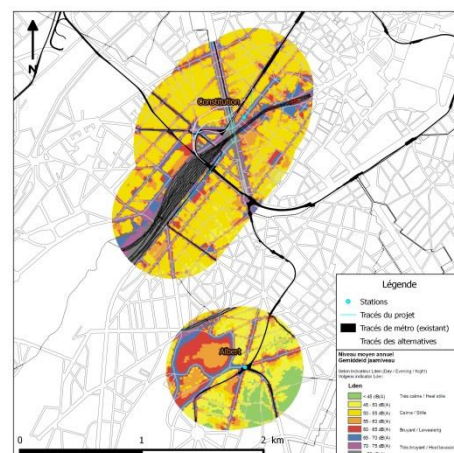 N
Constitution
Albert
Légende
Stations
Tracés du projet
Tracés de métro (existant)
Tracés des alternatives
Niveau moyen annuel
Gemiddeld jaarniveau
Lden
< 45 dB(A)
Très calme / Heel stille
45 - 50 dB(A)
50 - 55 dB(A)
Calme / Stille
55 - 60 dB(A)
60 - 65 dB(A)
Bruyant / Lawaaierig
65 - 70 dB(A)
70 - 75 dB(A)
0 1 2 km